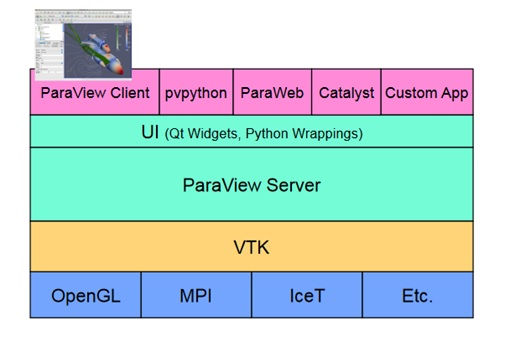 ParaView Client pvpython ParaWeb Catalyst Custom App
UI (Qt Widgets, Python Wrappings)
ParaView Server
VTK
OpenGL MPI IceT Etc.